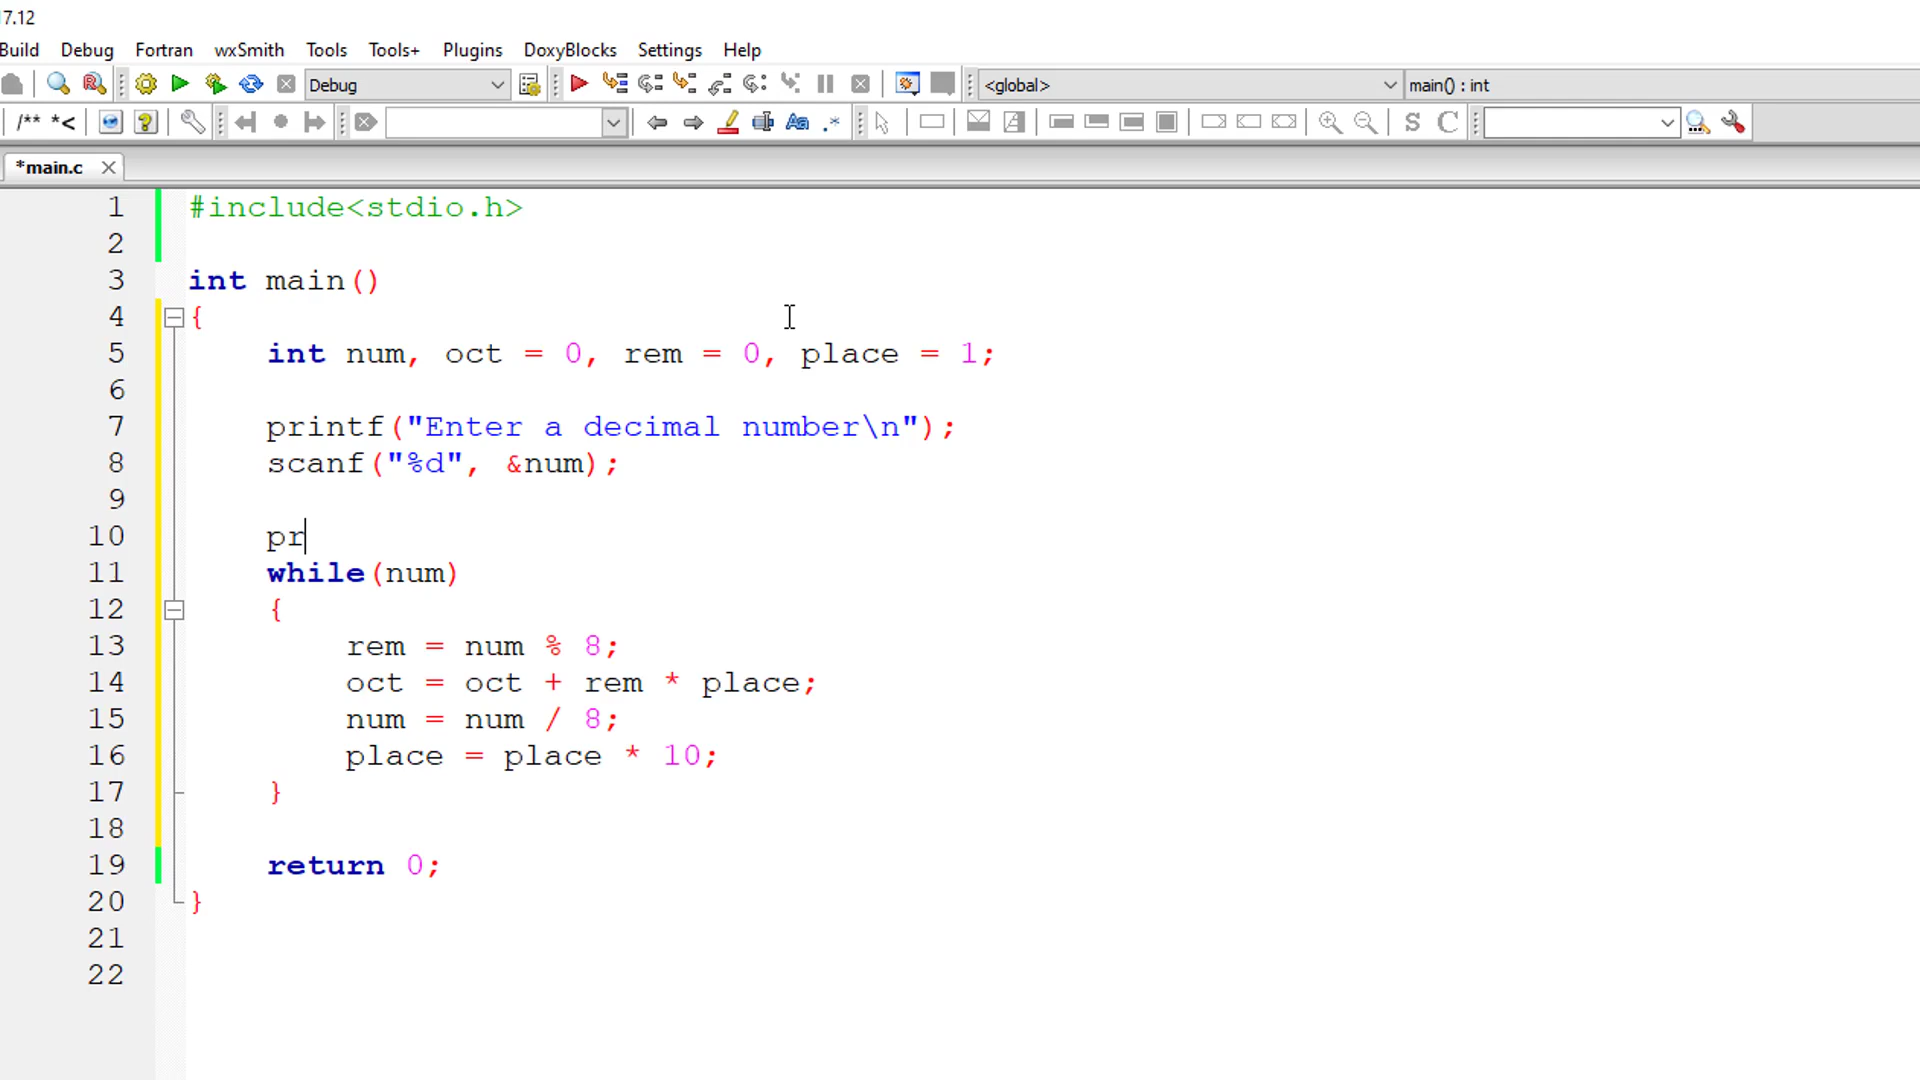 17.12
Build Debug Fortran wxSmith Tools Tools+ Plugins DoxyBlocks Settings Help
Debug <global> main() : int
/** *< Aa .* S C
*main.c
1 #include<stdio.h>
2
3 int main()
4 {
5 int num, oct = 0, rem = 0, place = 1;
6
7 printf("Enter a decimal number\n");
8 scanf("%d", &num);
9
10 pr
11 while(num)
12 {
13 rem = num % 8;
14 oct = oct + rem * place;
15 num = num / 8;
16 place = place * 10;
17 }
18
19 return 0;
20 }
21
22